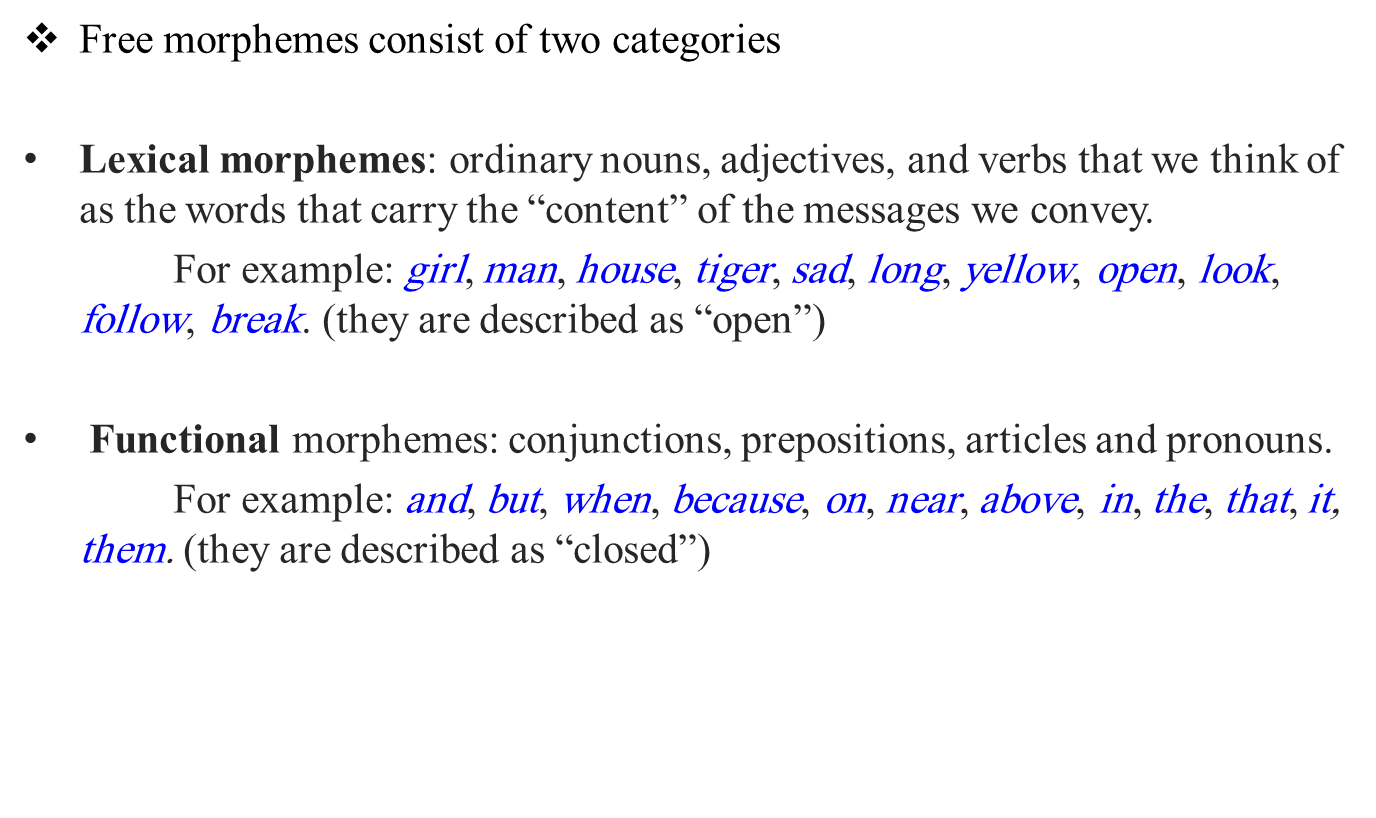 ❖ Free morphemes consist of two categories
• Lexical morphemes: ordinary nouns, adjectives, and verbs that we think of
as the words that carry the “content” of the messages we convey.
For example: girl, man, house, tiger, sad, long, yellow, open, look,
follow, break. (they are described as “open”)
• Functional morphemes: conjunctions, prepositions, articles and pronouns.
For example: and, but, when, because, on, near, above, in, the, that, it,
them. (they are described as “closed”)